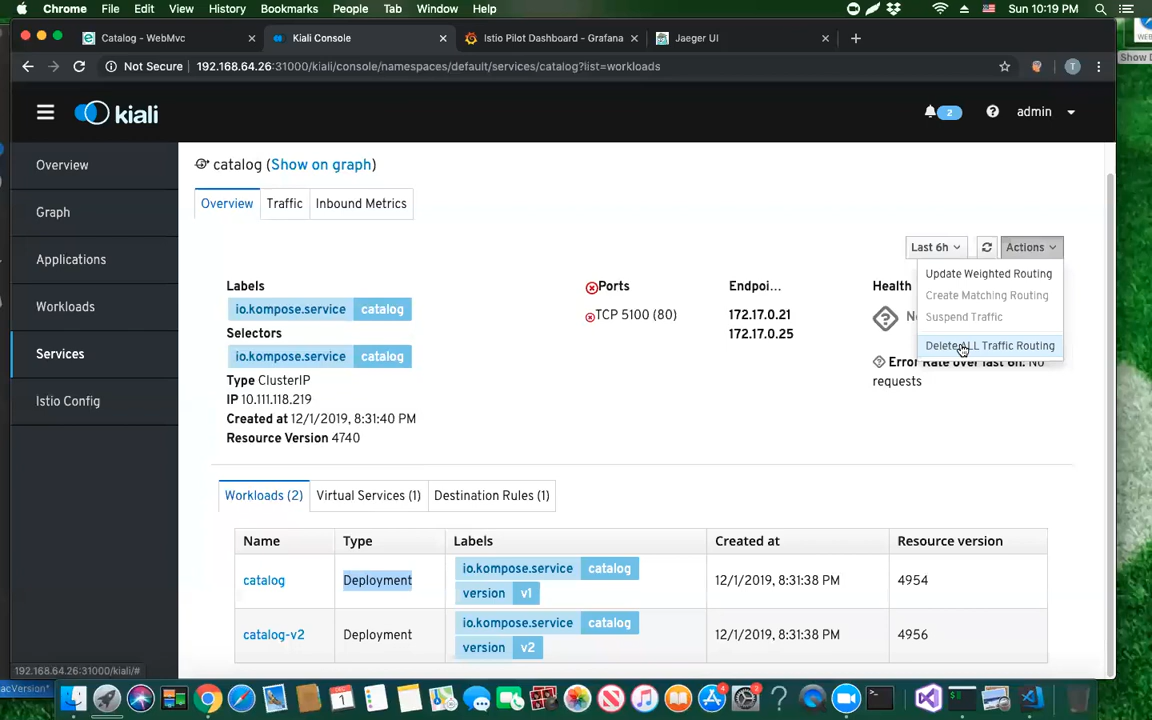 Chrome File Edit View History Bookmarks People Tab Window Help Sun 10:19 PM
Catalog - WebMvc × Kiali Console × Istio Pilot Dashboard - Grafana × Jaeger UI ×
Show D
Not Secure 192.168.64.26:31000/kiali/console/namespaces/default/services/catalog?list=workloads T
kiali 2 admin
Overview
Graph
Applications
Workloads
Services
Istio Config
catalog (Show on graph)
Overview Traffic Inbound Metrics
Last 6h Actions
Update Weighted Routing
Create Matching Routing
Suspend Traffic
Delete ALL Traffic Routing
Labels
io.kompose.service catalog
Selectors
io.kompose.service catalog
Type ClusterIP
IP 10.111.118.219
Created at 12/1/2019, 8:31:40 PM
Resource Version 4740
Ports
TCP 5100 (80)
Endpoi...
172.17.0.21
172.17.0.25
Health
Error Rate over last 6h: No
requests
Workloads (2) Virtual Services (1) Destination Rules (1)
Name Type Labels Created at Resource version
catalog Deployment io.kompose.service catalog 12/1/2019, 8:31:38 PM 4954
version v1
catalog-v2 Deployment io.kompose.service catalog 12/1/2019, 8:31:38 PM 4956
version v2
192.168.64.26:31000/kiali/#
acVersion"